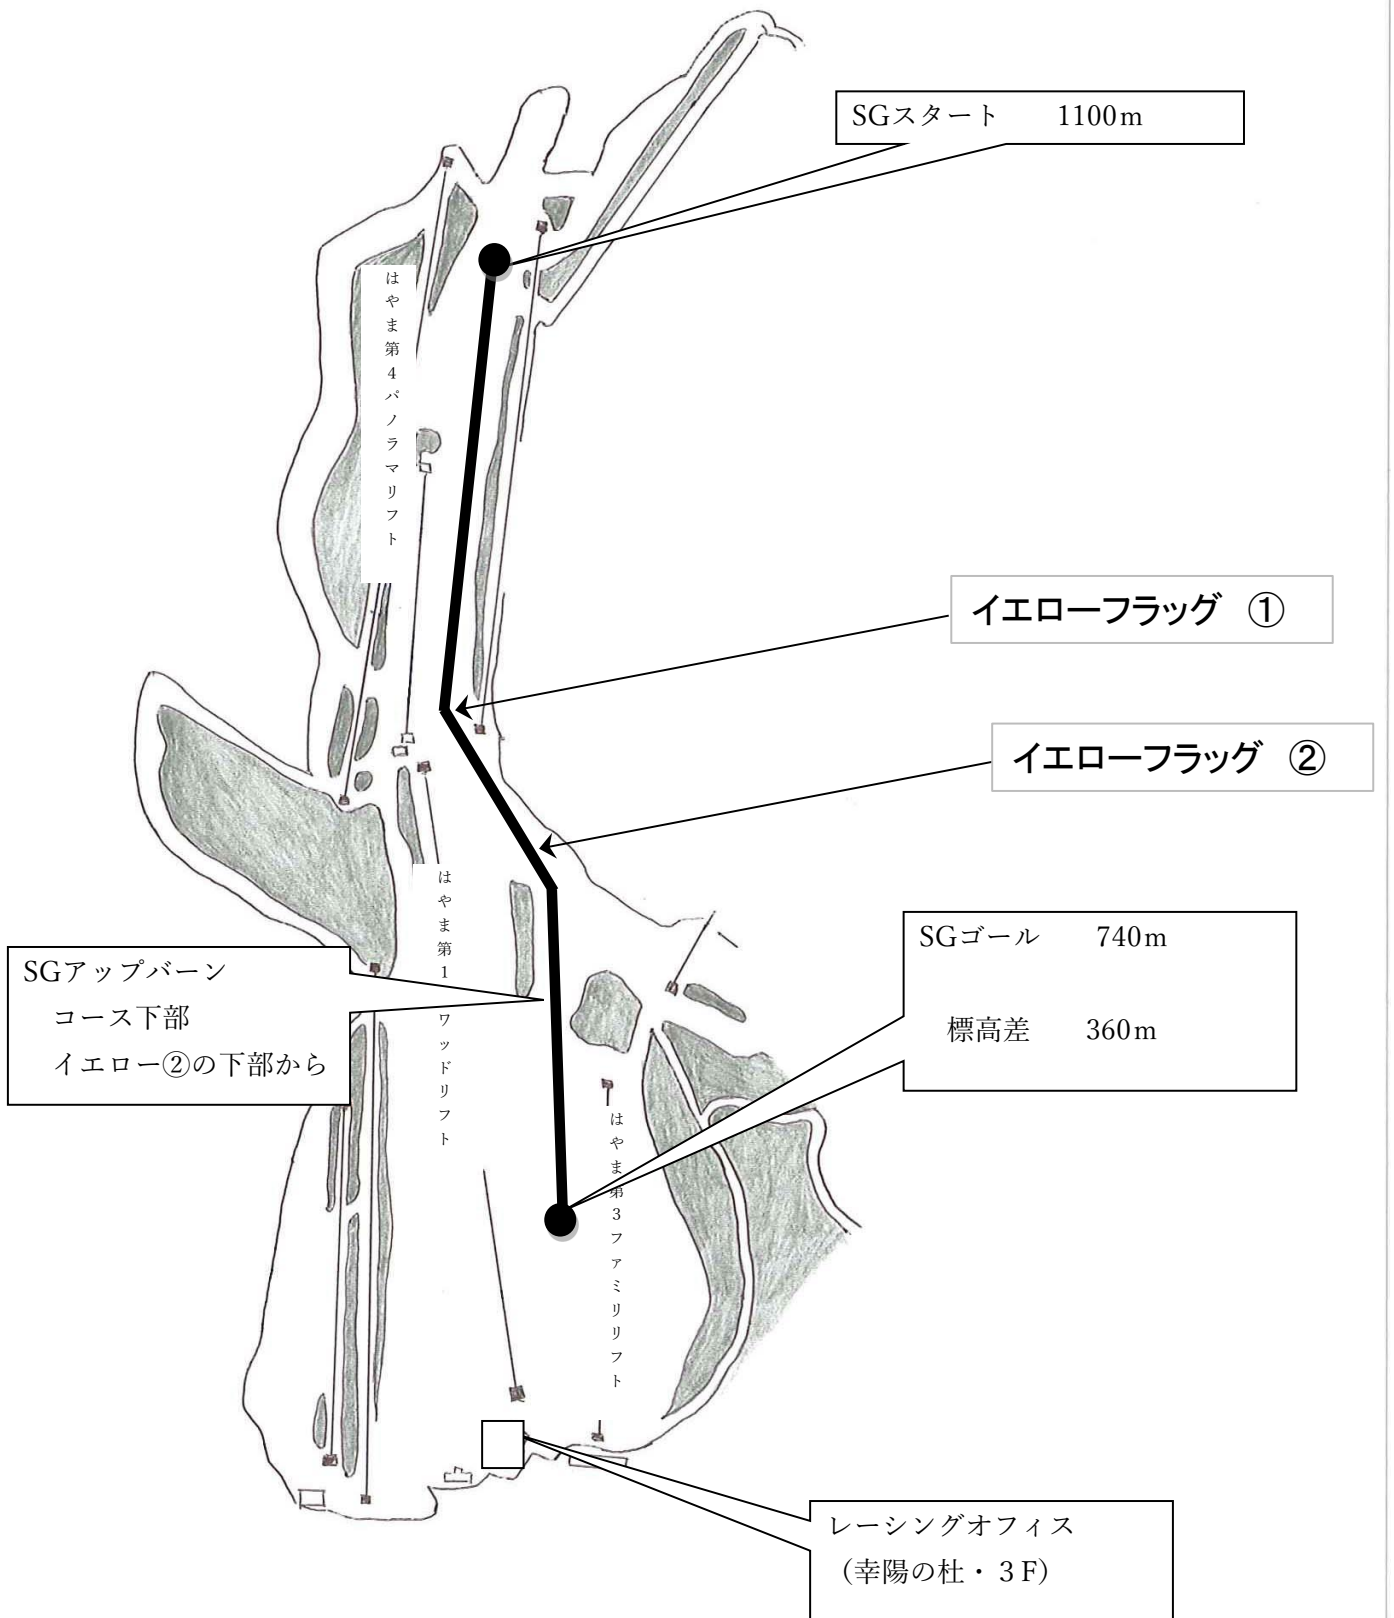 SGスタート　　1100m
はやま第4パノラマリフト
イエローフラッグ　①
イエローフラッグ　②
はやま第1
ワッドリフト
SGゴール　　740m
標高差　　360m
SGアップバーン
コース下部
イエロー②の下部から
はやま第3ファミリリフト
レーシングオフィス
（幸陽の杜・３F）